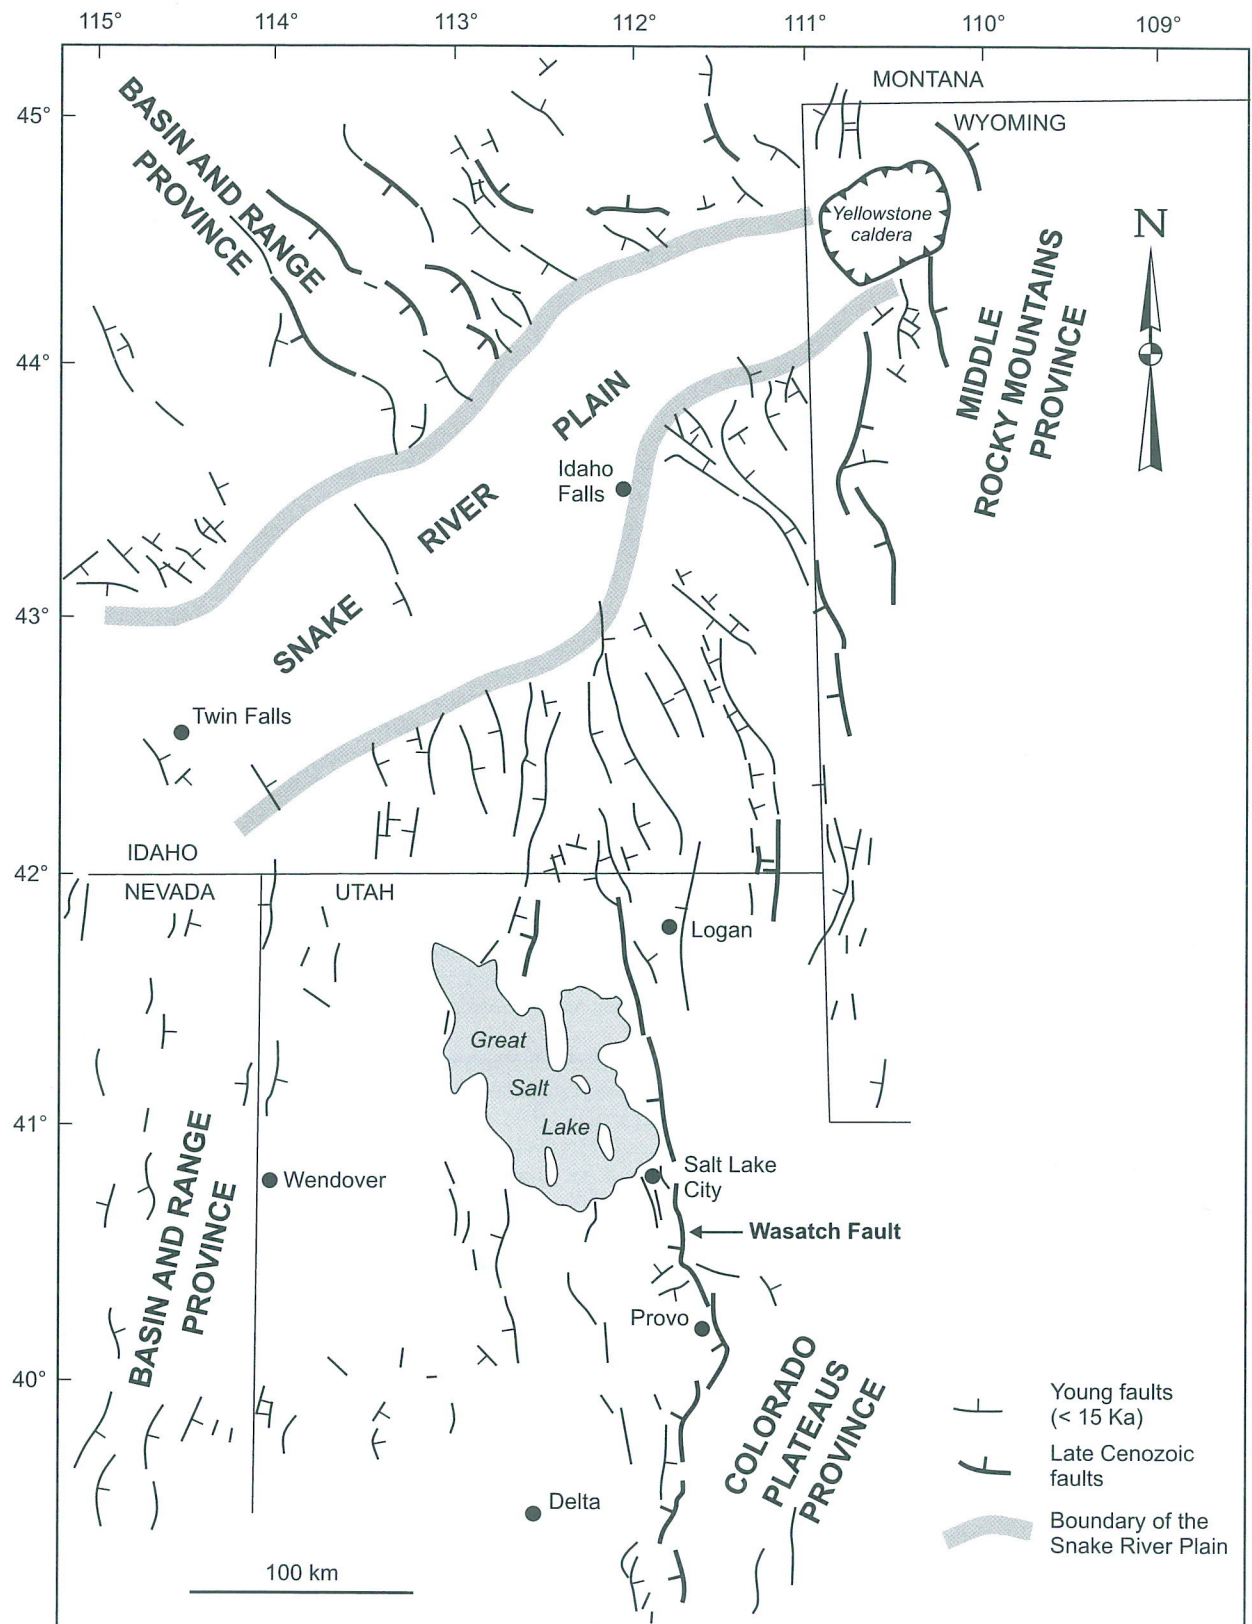 115°
114°
113°
112°
111°
110°
109°
45°
44°
43°
42°
41°
40°
MONTANA
WYOMING
BASIN AND RANGE
PROVINCE
Yellowstone
caldera
N
MIDDLE
ROCKY MOUNTAINS
PROVINCE
PLAIN
RIVER
SNAKE
Idaho
Falls
Twin Falls
IDAHO
NEVADA
UTAH
Logan
Great
Salt
Lake
Salt Lake
City
Wasatch Fault
Wendover
BASIN AND RANGE
PROVINCE
Provo
COLORADO
PLATEAUS
PROVINCE
Delta
100 km
Young faults
(< 15 Ka)
Late Cenozoic
faults
Boundary of the
Snake River Plain